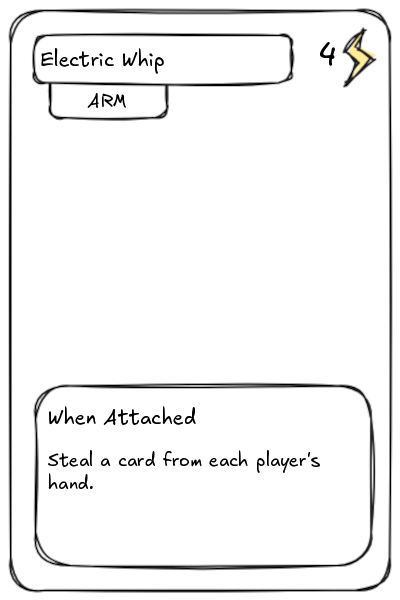 Electric Whip
4
ARM
When Attached
Steal a card from each player's
hand.